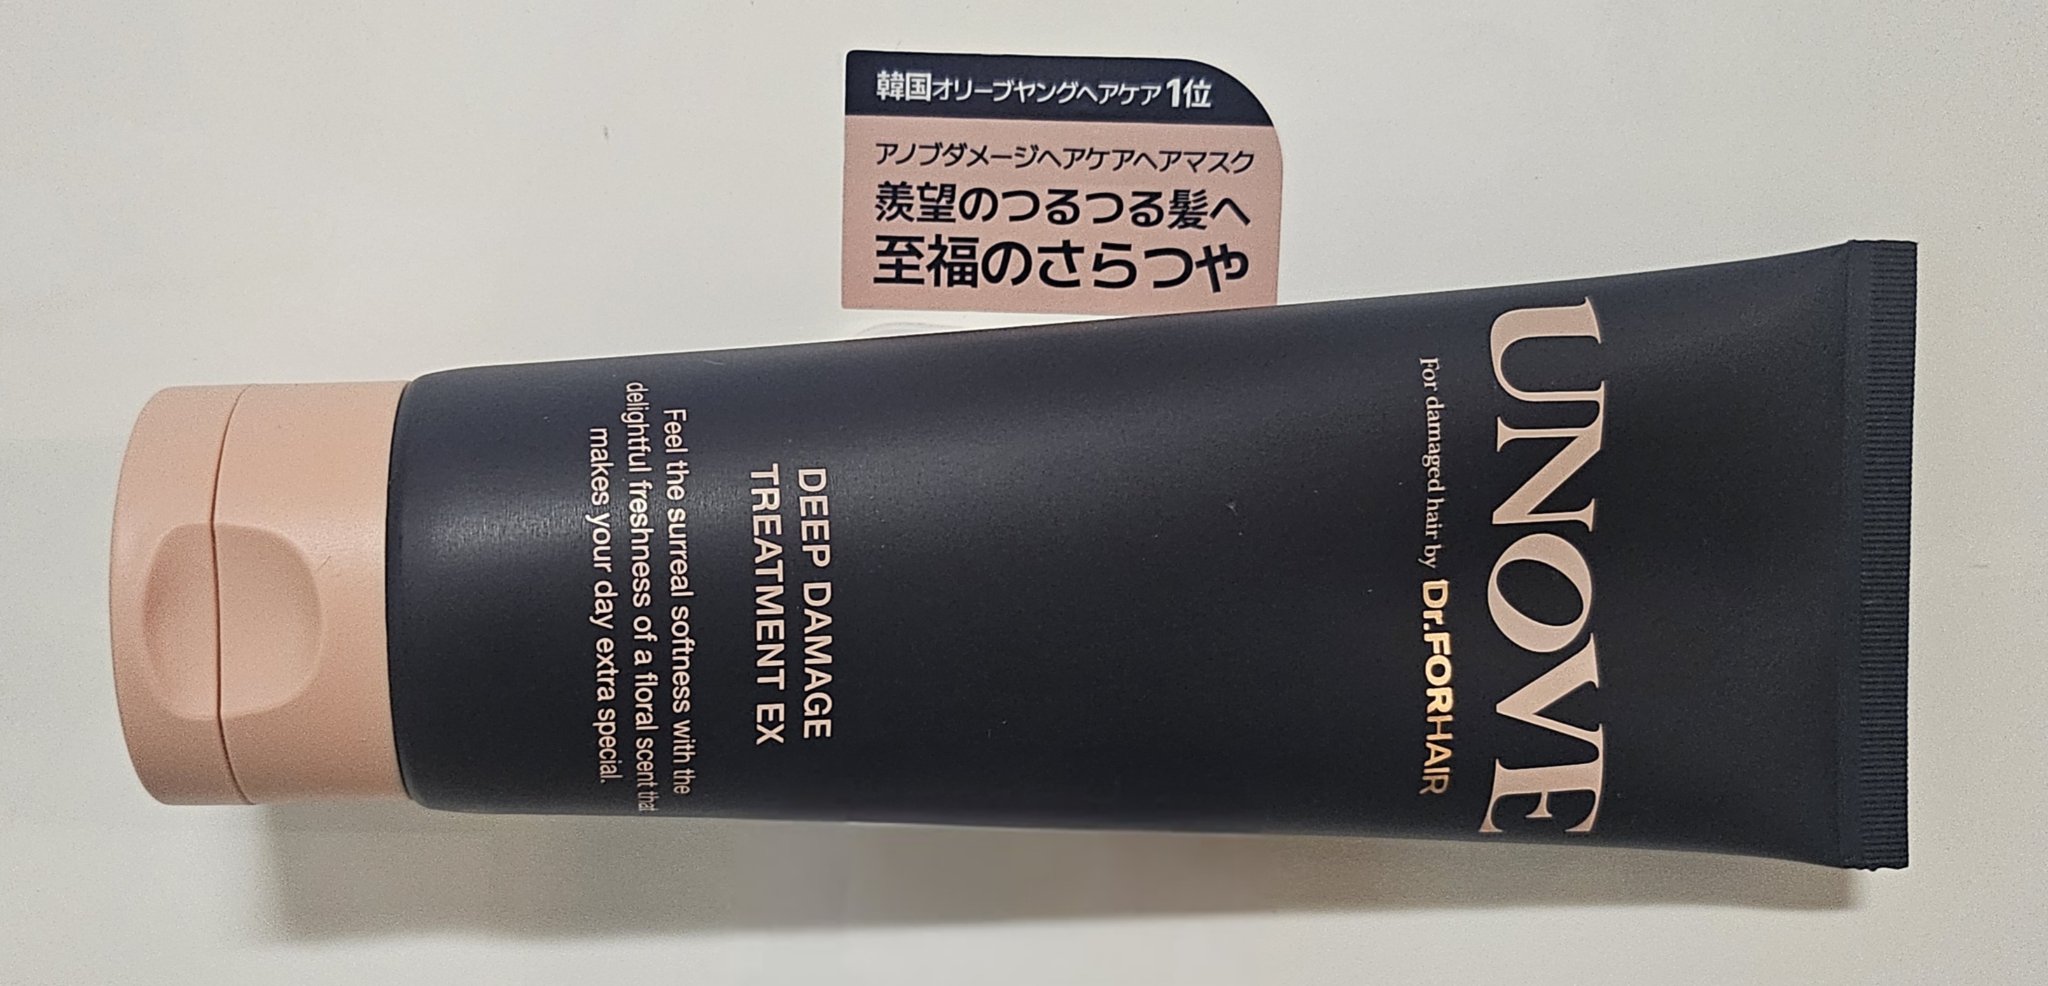 韓国オリーブヤングヘアケア1位
アノブダメージヘアケアヘアマスク
羨望のつるつる髪へ
至福のさらつや
UNOVE
For damaged hair by Dr.FORHAIR
DEEP DAMAGE
TREATMENT EX
Feel the surreal softness with the
delightful freshness of a floral scent that
makes your day extra special.